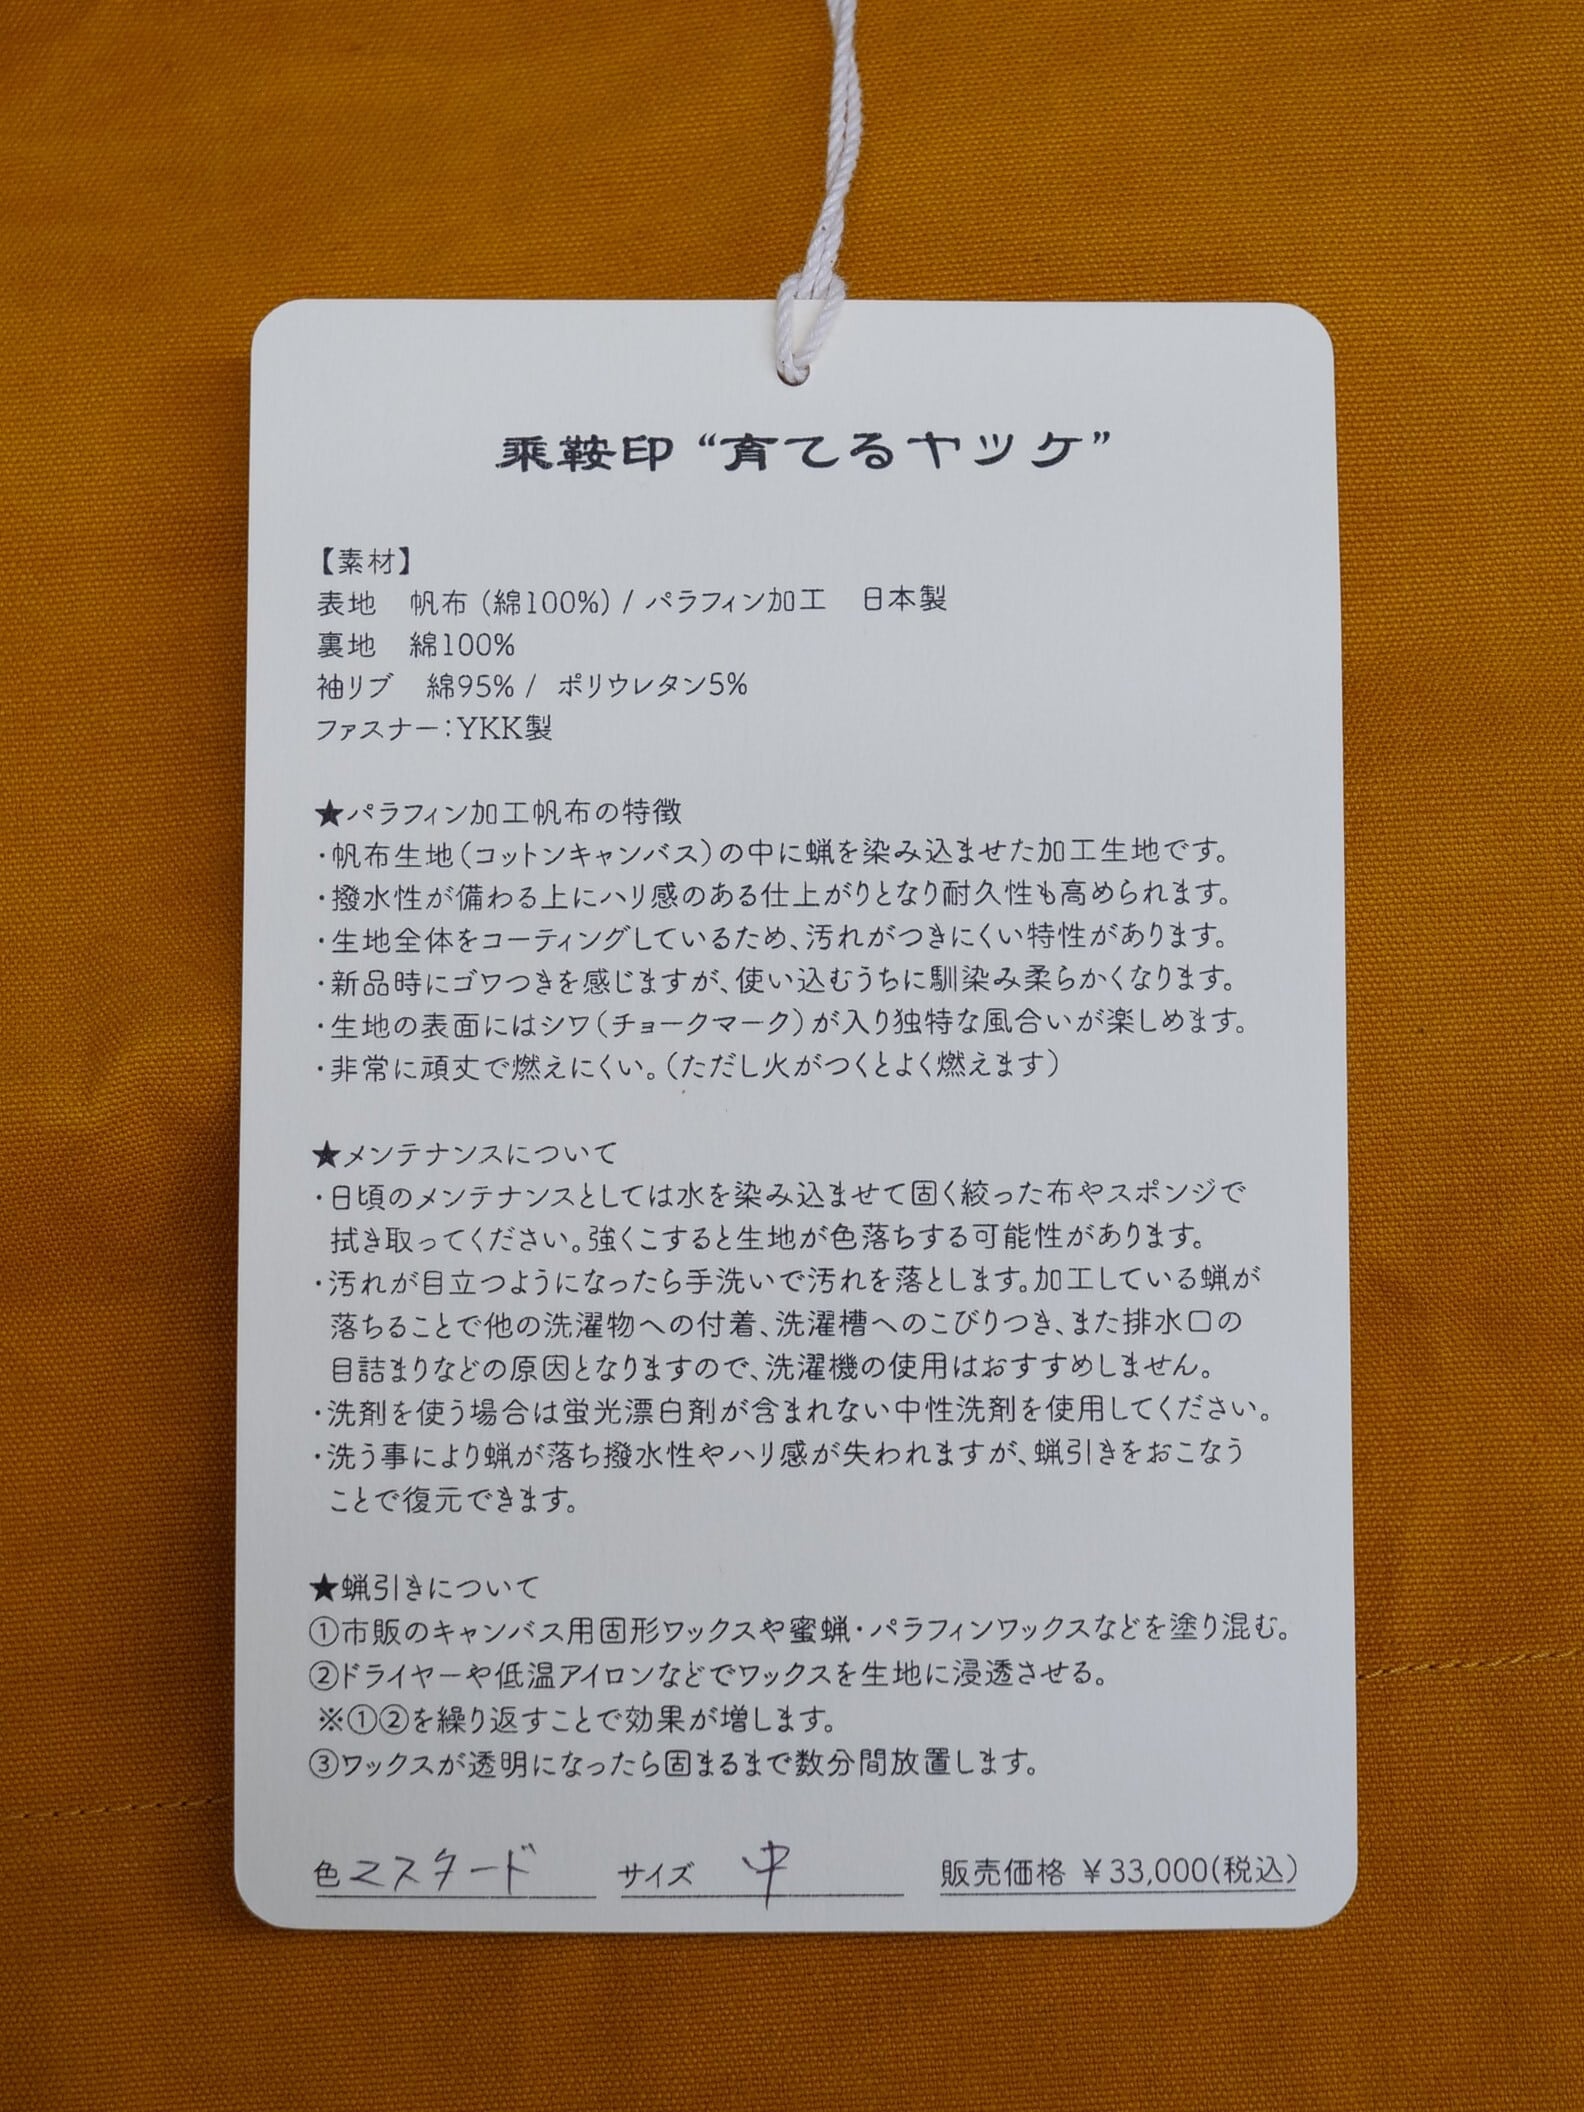 乗鞍印 “育てるヤツケ”
【素材】
表地　帆布 (綿100%) / パラフィン加工　日本製
裏地　綿100%
袖リブ　綿95% /  ポリウレタン5%
ファスナー：YKK製
★パラフィン加工帆布の特徴
・帆布生地（コットンキャンバス）の中に蝋を染み込ませた加工生地です。
・撥水性が備わる上にハリ感のある仕上がりとなり耐久性も高められます。
・生地全体をコーティングしているため、汚れがつきにくい特性があります。
・新品時にゴワつきを感じますが、使い込むうちに馴染み柔らかくなります。
・生地の表面にはシワ（チョークマーク）が入り独特な風合いが楽しめます。
・非常に頑丈で燃えにくい。（ただし火がつくとよく燃えます）
★メンテナンスについて
・日頃のメンテナンスとしては水を染み込ませて固く絞った布やスポンジで
拭き取ってください。強くこすると生地が色落ちする可能性があります。
・汚れが目立つようになったら手洗いで汚れを落とします。加工している蝋が
落ちることで他の洗濯物への付着、洗濯槽へのこびりつき、また排水口の
目詰まりなどの原因となりますので、洗濯機の使用はおすすめしません。
・洗剤を使う場合は蛍光漂白剤が含まれない中性洗剤を使用してください。
・洗う事により蝋が落ち撥水性やハリ感が失われますが、蝋引きをおこなう
ことで復元できます。
★蝋引きについて
①市販のキャンバス用固形ワックスや蜜蝋・パラフィンワックスなどを塗り混む。
②ドライヤーや低温アイロンなどでワックスを生地に浸透させる。
※①②を繰り返すことで効果が増します。
③ワックスが透明になったら固まるまで数分間放置します。
色 マスタード　サイズ　中　販売価格 ￥33,000(税込)